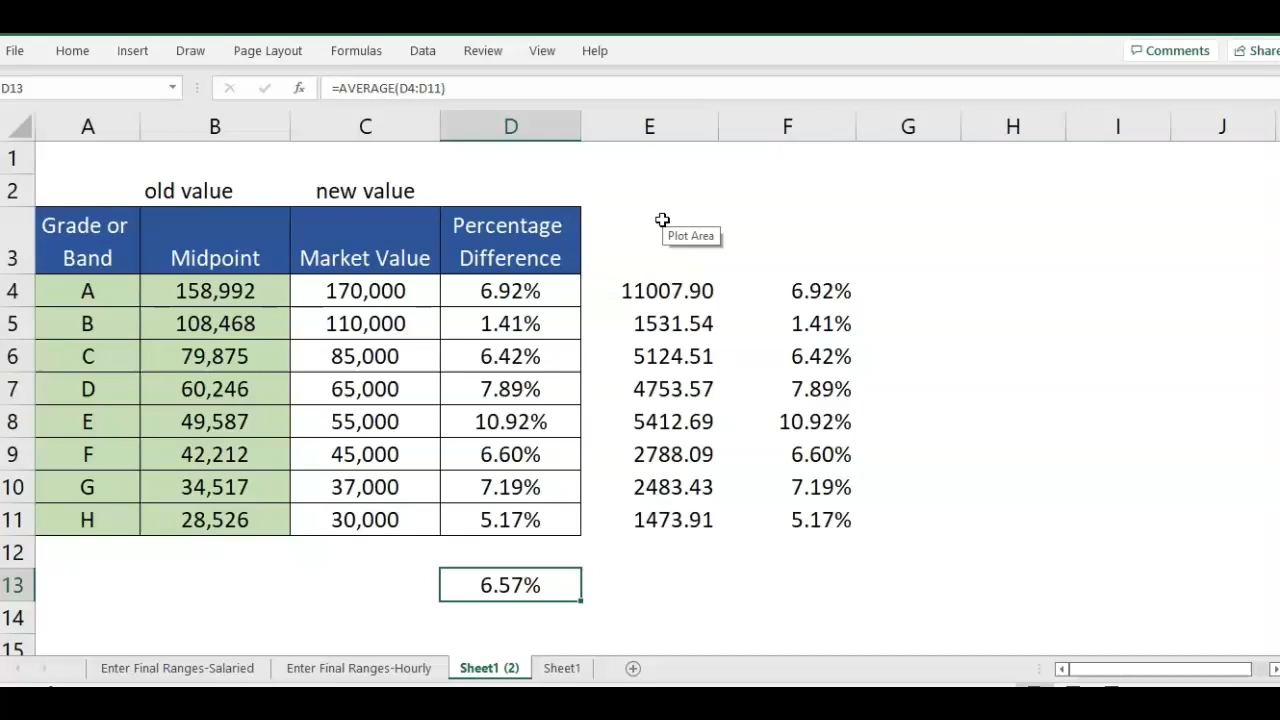 File Home Insert Draw Page Layout Formulas Data Review View Help Comments Share
D13 fx =AVERAGE(D4:D11)
A B C D E F G H I J
1
2 old value new value
Grade or Percentage
3 Band Midpoint Market Value Difference
Plot Area
4 A 158,992 170,000 6.92% 11007.90 6.92%
5 B 108,468 110,000 1.41% 1531.54 1.41%
6 C 79,875 85,000 6.42% 5124.51 6.42%
7 D 60,246 65,000 7.89% 4753.57 7.89%
8 E 49,587 55,000 10.92% 5412.69 10.92%
9 F 42,212 45,000 6.60% 2788.09 6.60%
10 G 34,517 37,000 7.19% 2483.43 7.19%
11 H 28,526 30,000 5.17% 1473.91 5.17%
12
13 6.57%
14
15
Enter Final Ranges-Salaried Enter Final Ranges-Hourly Sheet1 (2) Sheet1